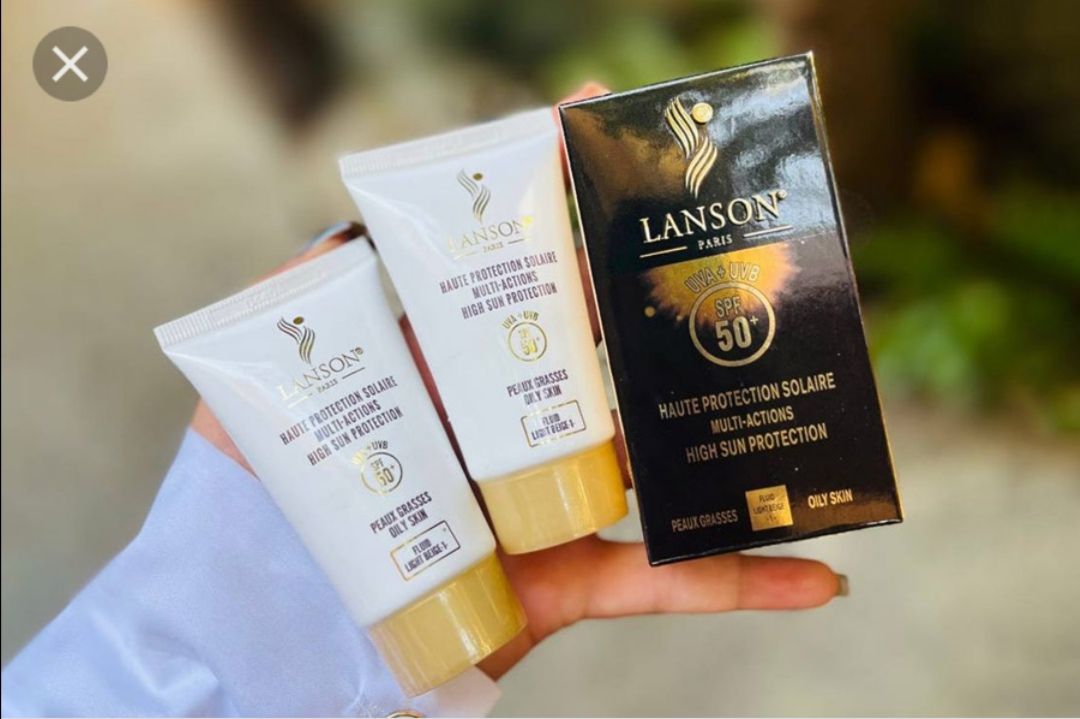 LANSON®
PARIS
HAUTE PROTECTION SOLAIRE
MULTI-ACTIONS
HIGH SUN PROTECTION
UVA + UVB
SPF
50+
PEAUX GRASSES
OILY SKIN
FLUID
LIGHT BEIGE-1-
LANSON®
PARIS
HAUTE PROTECTION SOLAIRE
MULTI-ACTIONS
HIGH SUN PROTECTION
UVA + UVB
SPF
50+
PEAUX GRASSES
OILY SKIN
FLUID
LIGHT BEIGE-1-
LANSON®
PARIS
UVA + UVB
SPF
50+
HAUTE PROTECTION SOLAIRE
MULTI-ACTIONS
HIGH SUN PROTECTION
PEAUX GRASSES
FLUID
LIGHT BEIGE
-1-
OILY SKIN